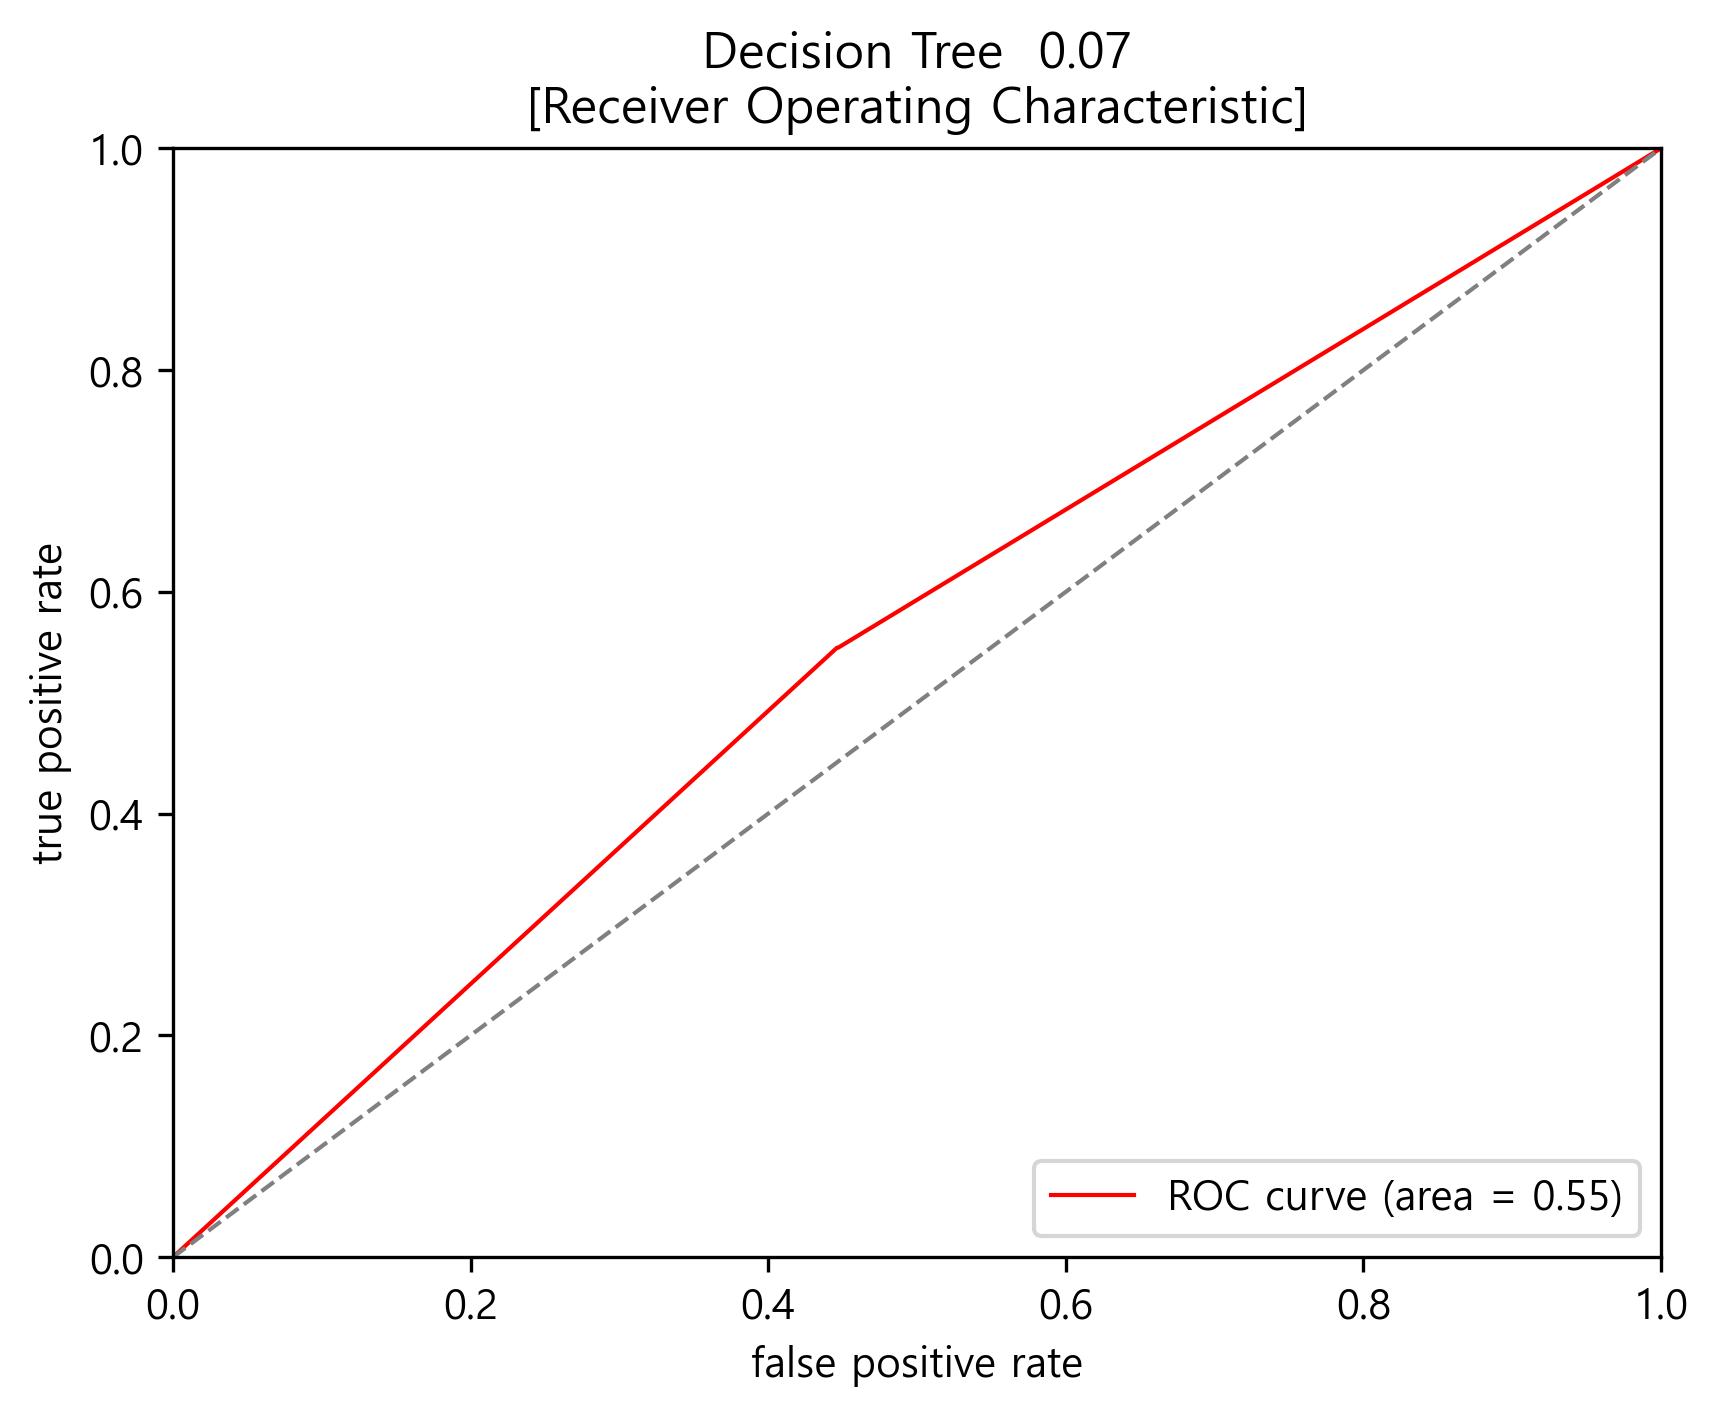 Decision Tree  0.07
[Receiver Operating Characteristic]
1.0
0.8
0.6
0.4
0.2
0.0
true positive rate
ROC curve (area = 0.55)
0.0 0.2 0.4 0.6 0.8 1.0
false positive rate